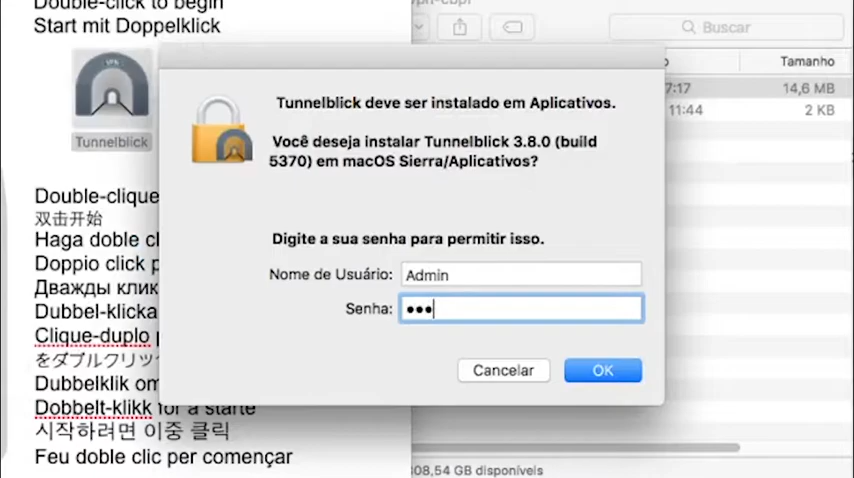 Double-click to begin
Start mit Doppelklick
VPN
Tunnelblick
Double-clique
双击开始
Haga doble cl
Doppio click p
Дважды клик
Dubbel-klicka
Clique-duplo p
をダブルクリック
Dubbelklik om
Dobbelt-klikk for å starte
시작하려면 이중 클릭
Feu doble clic per començar
Tunnelblick deve ser instalado em Aplicativos.
Você deseja instalar Tunnelblick 3.8.0 (build
5370) em macOS Sierra/Aplicativos?
Digite a sua senha para permitir isso.
Nome de Usuário: Admin
Senha: •••
Cancelar
OK
Buscar
Tamanho
7:17 14,6 MB
11:44 2 KB
808,54 GB disponíveis